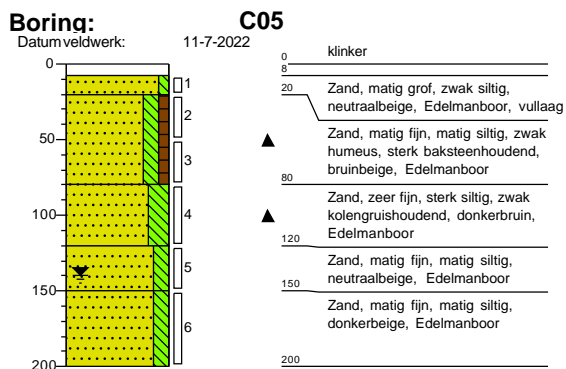 Boring: C05
Datum veldwerk: 11-7-2022
0
50
100
150
200
1
2
3
4
5
6
0
klinker
8
20
Zand, matig grof, zwak siltig,
neutraalbeige, Edelmanboor, vullaag
Zand, matig fijn, matig siltig, zwak
humeus, sterk baksteenhoudend,
bruinbeige, Edelmanboor
80
Zand, zeer fijn, sterk siltig, zwak
kolengruishoudend, donkerbruin,
Edelmanboor
120
Zand, matig fijn, matig siltig,
neutraalbeige, Edelmanboor
150
Zand, matig fijn, matig siltig,
donkerbeige, Edelmanboor
200